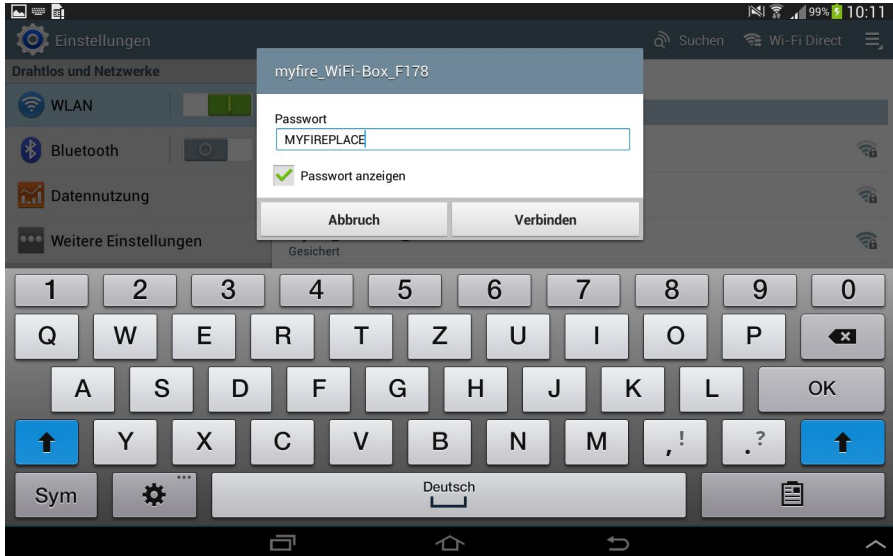 99% 10:11
Einstellungen
Suchen
Wi-Fi Direct
Drahtlos und Netzwerke
WLAN
Bluetooth
Datennutzung
Weitere Einstellungen
myfire_WiFi-Box_F178
Passwort
MYFIREPLACE
Passwort anzeigen
Abbruch
Verbinden
Gesichert
1 2 3 4 5 6 7 8 9 0
Q W E R T Z U I O P
A S D F G H J K L OK
Y X C V B N M ,! .?
Sym
Deutsch